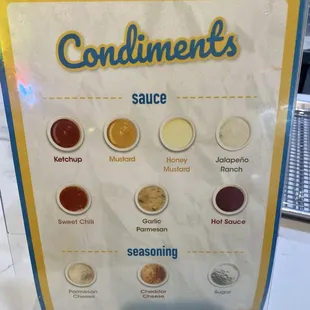 Condiments
sauce
Ketchup
Mustard
Honey
Mustard
Jalapeño
Ranch
Sweet Chili
Garlic
Parmesan
Hot Sauce
seasoning
Parmesan
Cheese
Cheddar
Cheese
Sugar